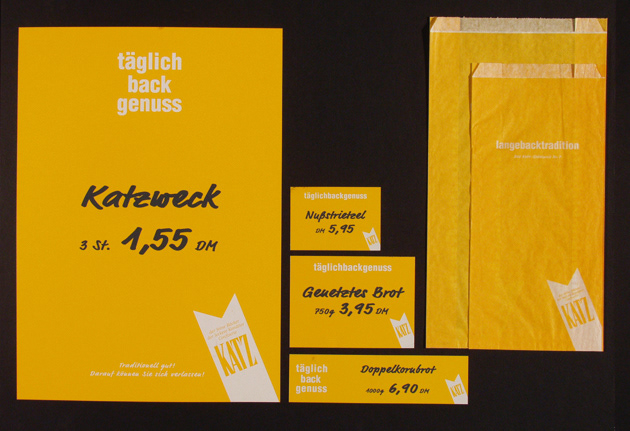 täglich
back
genuss
Katzweck
3 St. 1,55 DM
KATZ
Traditionell gut!
Darauf können Sie sich verlassen!
täglichbackgenuss
Nußstrietzel
DM 5,95
KATZ
täglichbackgenuss
Genetztes Brot
750g 3,95 DM
KATZ
täglich
back
genuss
Doppelkornbrot
1000g 6,90 DM
KATZ
langebacktradition
KATZ